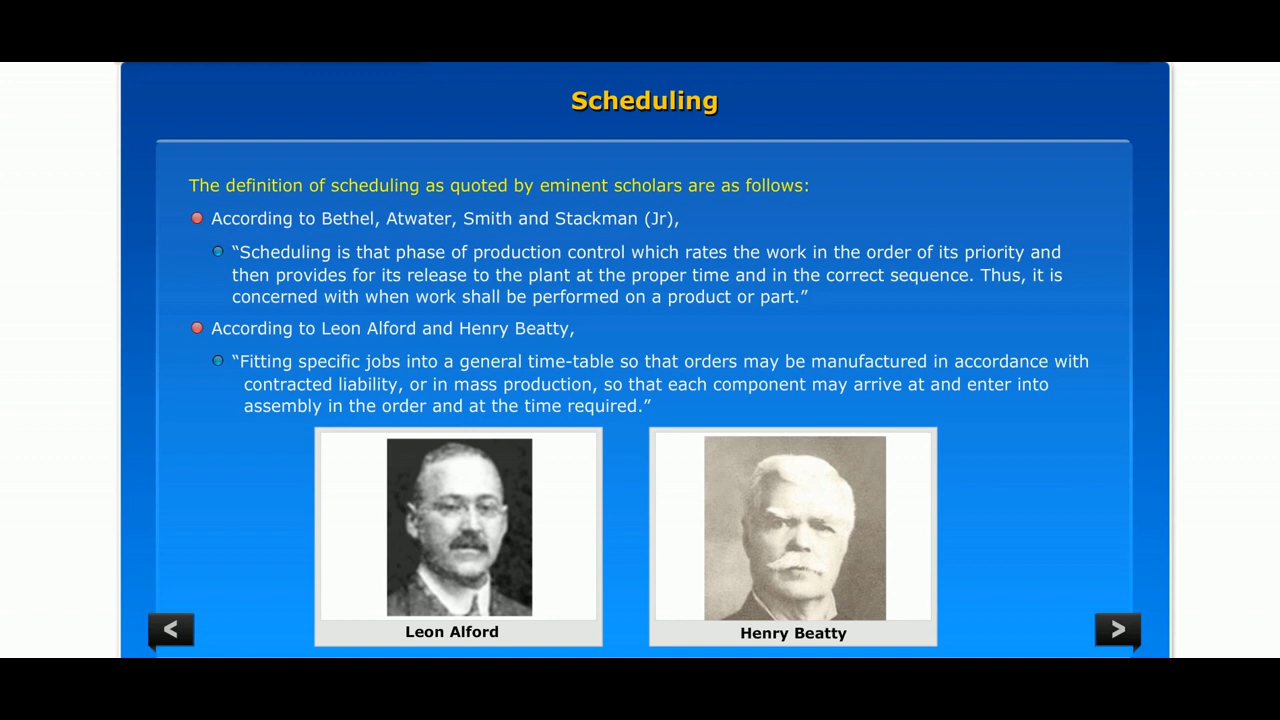 Scheduling
The definition of scheduling as quoted by eminent scholars are as follows:
According to Bethel, Atwater, Smith and Stackman (Jr),
“Scheduling is that phase of production control which rates the work in the order of its priority and
then provides for its release to the plant at the proper time and in the correct sequence. Thus, it is
concerned with when work shall be performed on a product or part.”
According to Leon Alford and Henry Beatty,
“Fitting specific jobs into a general time-table so that orders may be manufactured in accordance with
contracted liability, or in mass production, so that each component may arrive at and enter into
assembly in the order and at the time required.”
Leon Alford
Henry Beatty
< >